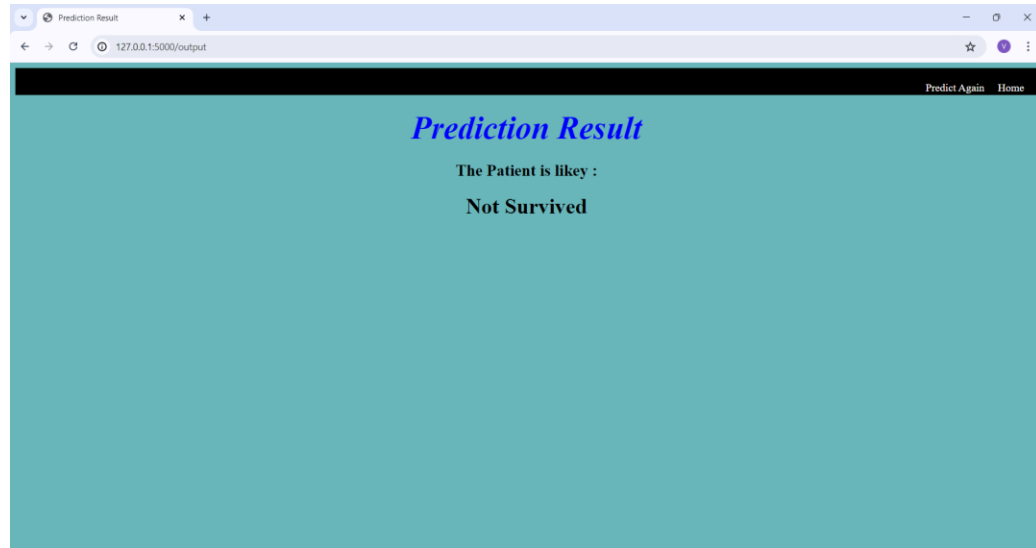 Prediction Result
127.0.0.1:5000/output
V
Predict Again Home
Prediction Result
The Patient is likey :
Not Survived